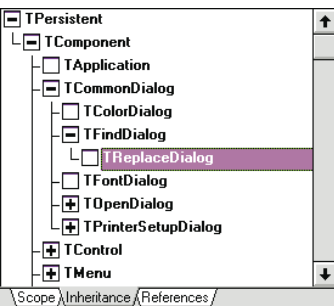 TPersistent
TComponent
TApplication
TCommonDialog
TColorDialog
TFindDialog
TReplaceDialog
TFontDialog
TOpenDialog
TPrinterSetupDialog
TControl
TMenu
Scope Inheritance References